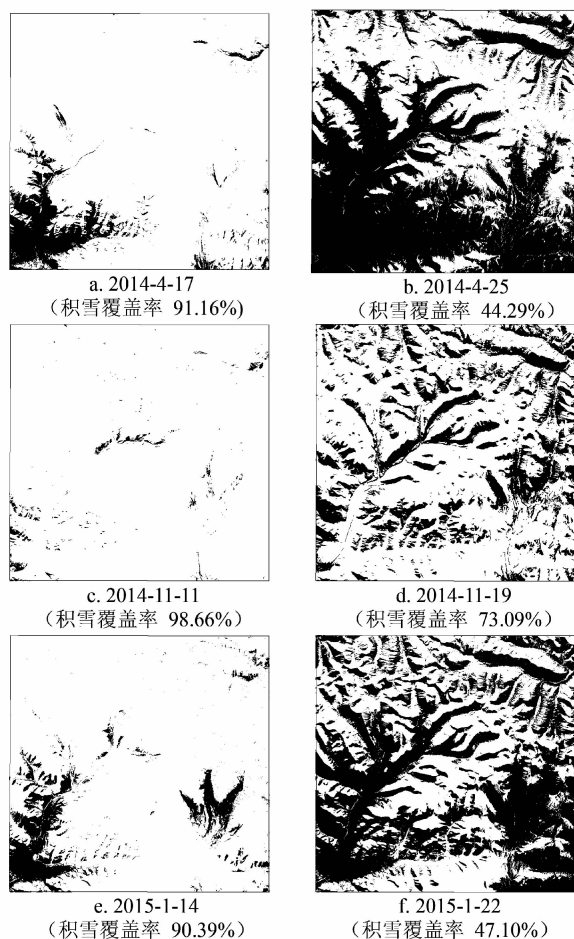 a. 2014-4-17
(积雪覆盖率 91.16%)
b. 2014-4-25
（积雪覆盖率 44.29%）
c. 2014-11-11
（积雪覆盖率 98.66%）
d. 2014-11-19
（积雪覆盖率 73.09%）
e. 2015-1-14
(积雪覆盖率 90.39%)
f. 2015-1-22
（积雪覆盖率 47.10%）